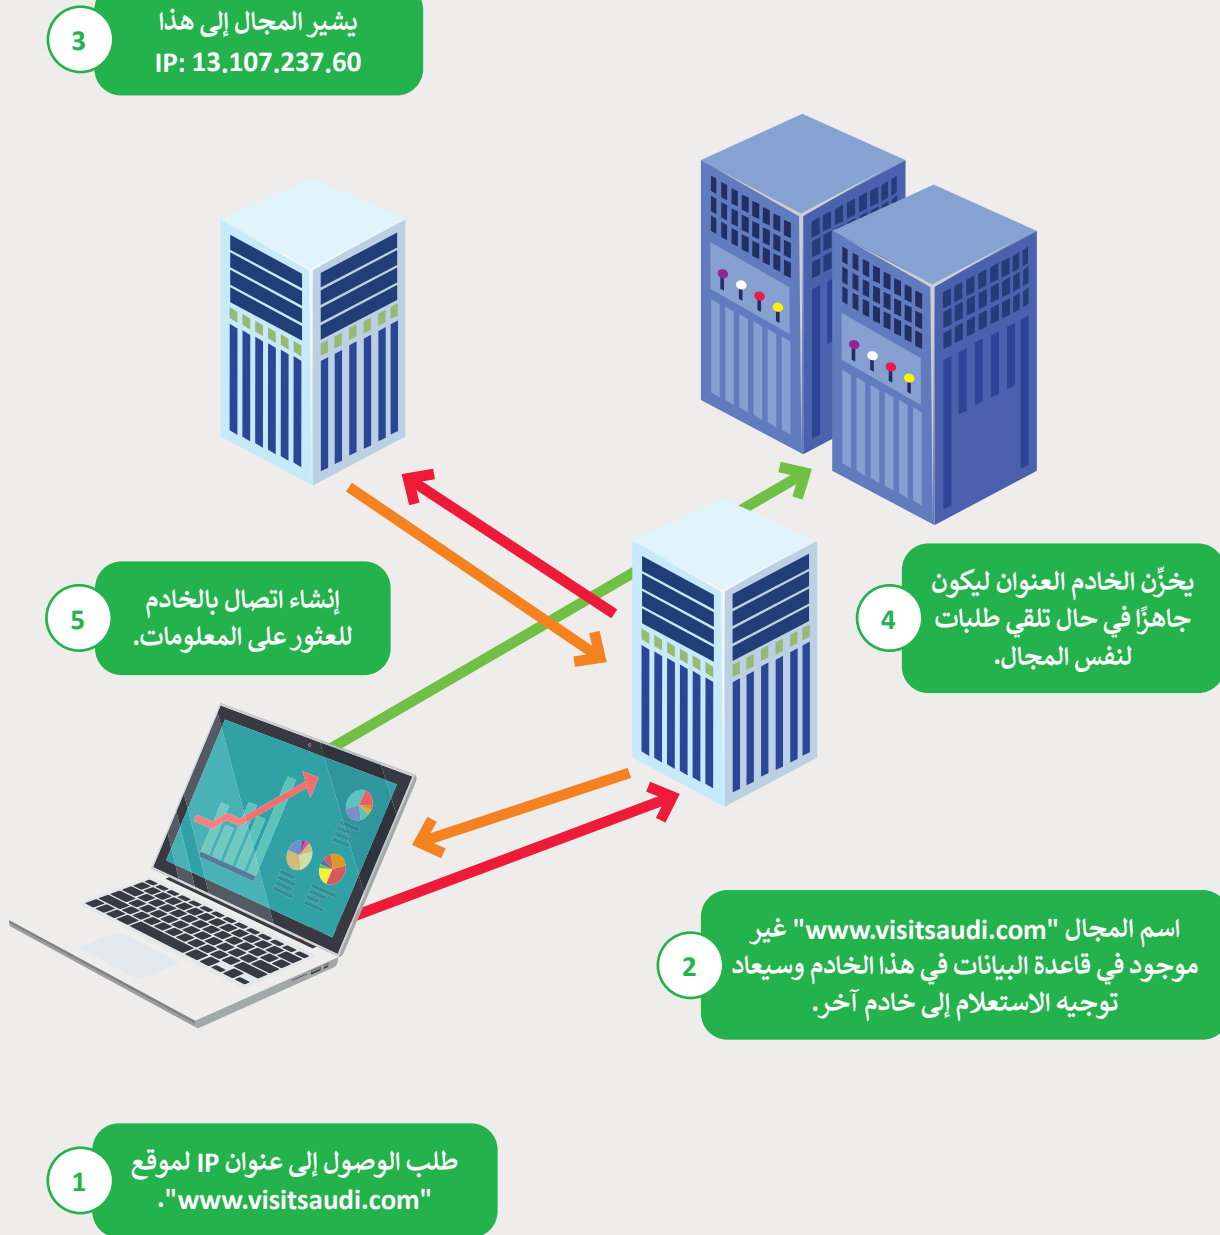 3
يشير المجال إلى هذا
IP: 13.107.237.60
5
إنشاء اتصال بالخادم
للعثور على المعلومات.
4
يخزِّن الخادم العنوان ليكون
جاهزًا في حال تلقي طلبات
لنفس المجال.
2
اسم المجال "www.visitsaudi.com" غير
موجود في قاعدة البيانات في هذا الخادم وسيعاد
توجيه الاستعلام إلى خادم آخر.
1
طلب الوصول إلى عنوان IP لموقع
"www.visitsaudi.com".